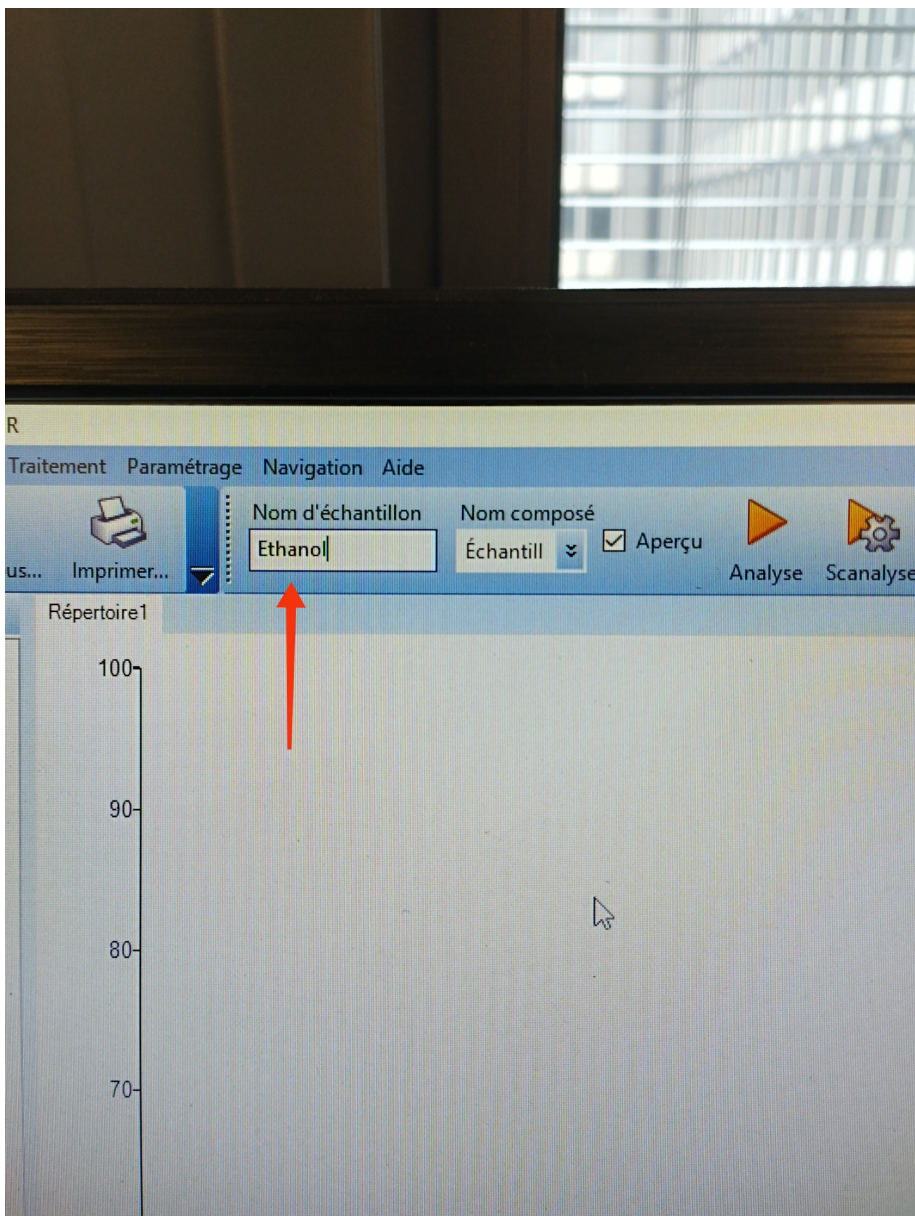 R
Traitement Paramétrage Navigation Aide
Nom d'échantillon Nom composé
Ethanol Échantill Aperçu
us... Imprimer... Analyse Scanalyse
Répertoire1
100
90
80
70